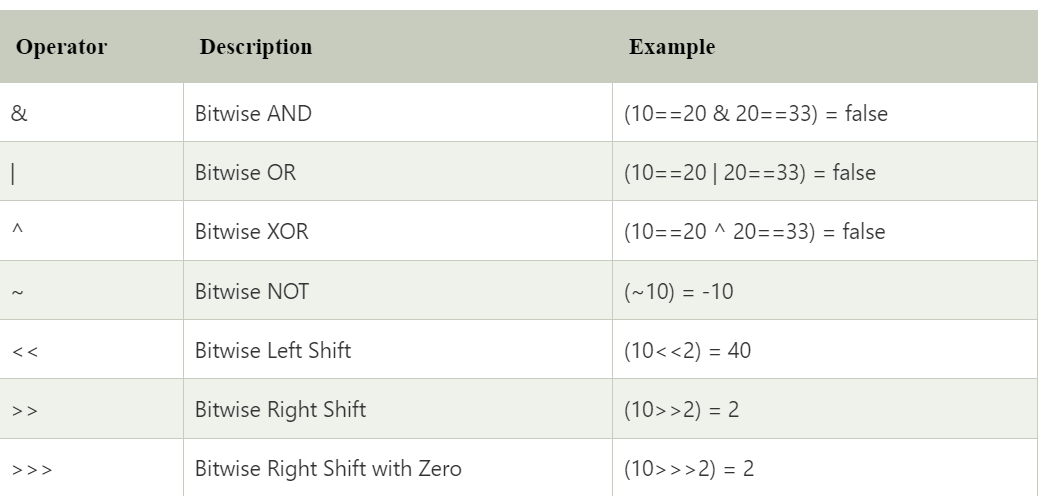 Operator Description Example
& Bitwise AND (10==20 & 20==33) = false
| Bitwise OR (10==20 | 20==33) = false
^ Bitwise XOR (10==20 ^ 20==33) = false
~ Bitwise NOT (~10) = -10
<< Bitwise Left Shift (10<<2) = 40
>> Bitwise Right Shift (10>>2) = 2
>>> Bitwise Right Shift with Zero (10>>>2) = 2